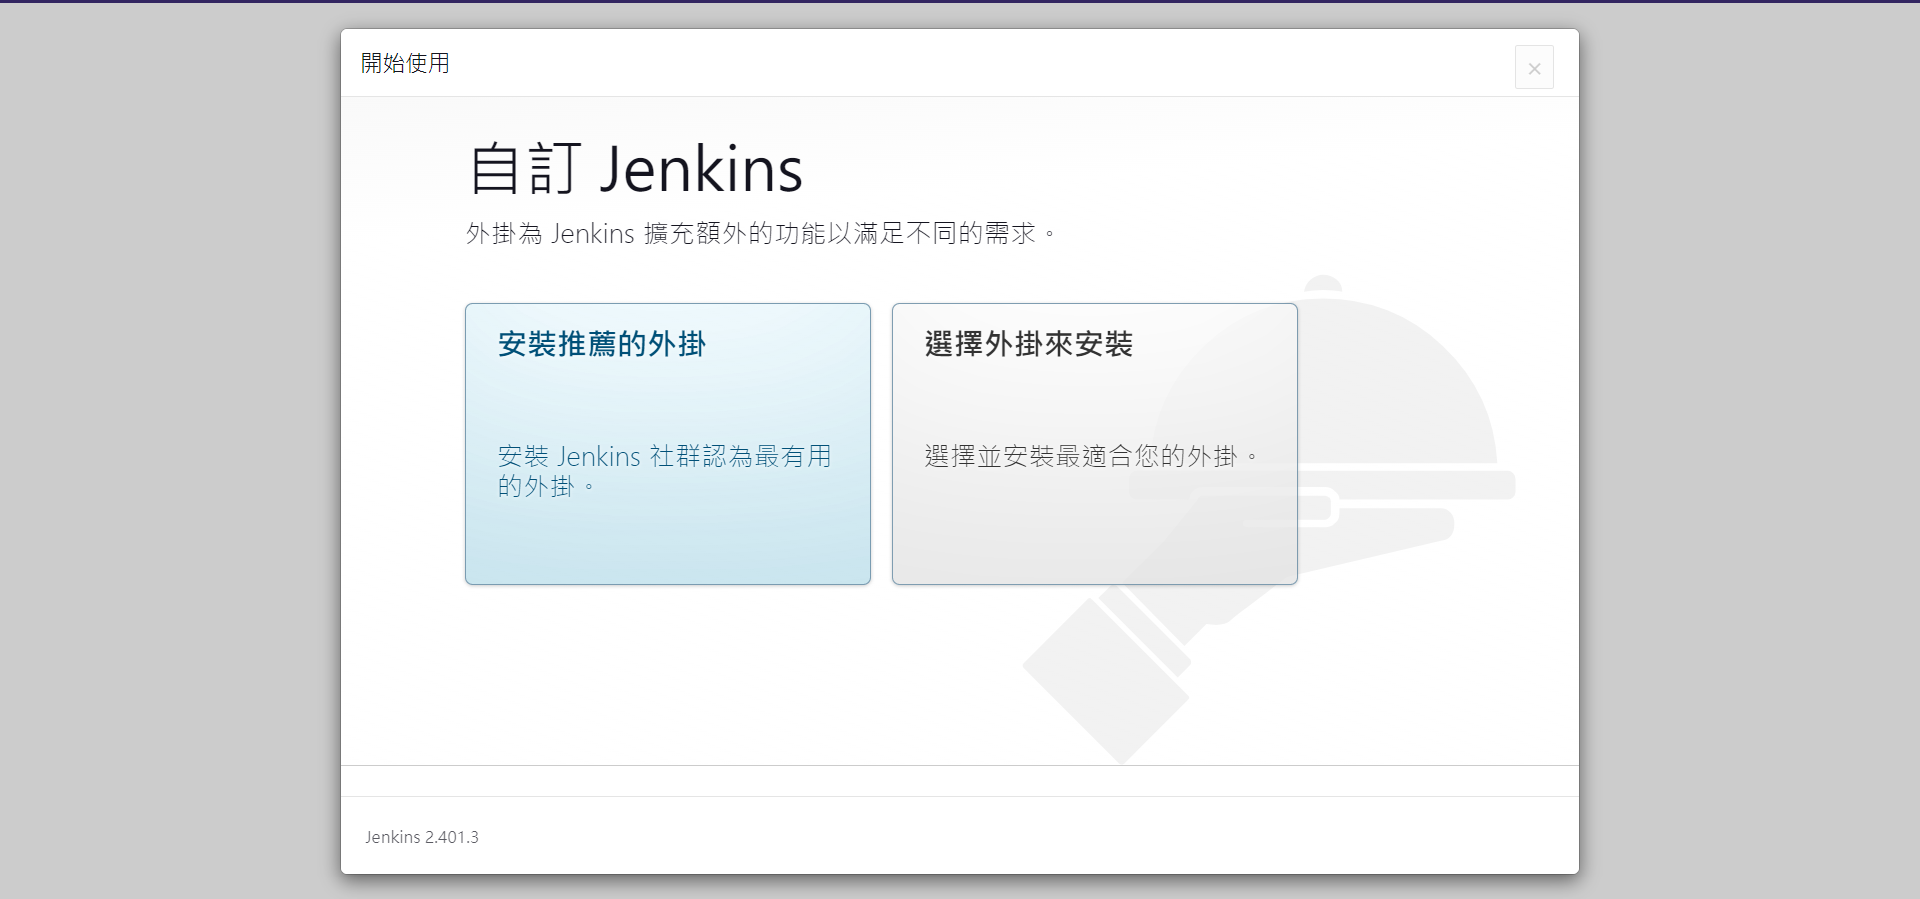 開始使用
自訂 Jenkins
外掛為 Jenkins 擴充額外的功能以滿足不同的需求。
安裝推薦的外掛
安裝 Jenkins 社群認為最有用
的外掛。
選擇外掛來安裝
選擇並安裝最適合您的外掛。
Jenkins 2.401.3